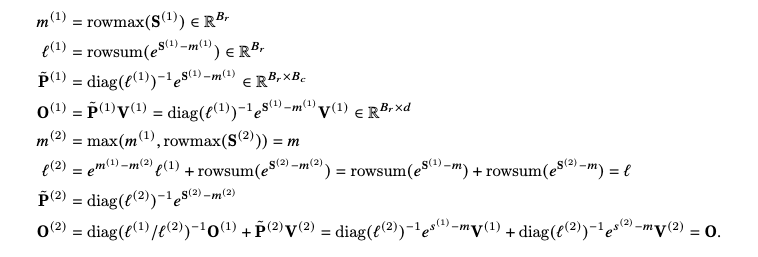 m^{(1)} = rowmax(S^{(1)}) ∈ ℝ^{B_r}
ℓ^{(1)} = rowsum(e^{S^{(1)}−m^{(1)}}) ∈ ℝ^{B_r}
P̃^{(1)} = diag(ℓ^{(1)})^{−1}e^{S^{(1)}−m^{(1)}} ∈ ℝ^{B_r×B_c}
O^{(1)} = P̃^{(1)}V^{(1)} = diag(ℓ^{(1)})^{−1}e^{S^{(1)}−m^{(1)}}V^{(1)} ∈ ℝ^{B_r×d}
m^{(2)} = max(m^{(1)}, rowmax(S^{(2)})) = m
ℓ^{(2)} = e^{m^{(1)}−m^{(2)}}ℓ^{(1)} + rowsum(e^{S^{(2)}−m^{(2)}}) = rowsum(e^{S^{(1)}−m}) + rowsum(e^{S^{(2)}−m}) = ℓ
P̃^{(2)} = diag(ℓ^{(2)})^{−1}e^{S^{(2)}−m^{(2)}}
O^{(2)} = diag(ℓ^{(1)}/ℓ^{(2)})^{−1}O^{(1)} + P̃^{(2)}V^{(2)} = diag(ℓ^{(2)})^{−1}e^{s^{(1)}−m}V^{(1)} + diag(ℓ^{(2)})^{−1}e^{s^{(2)}−m}V^{(2)} = O.